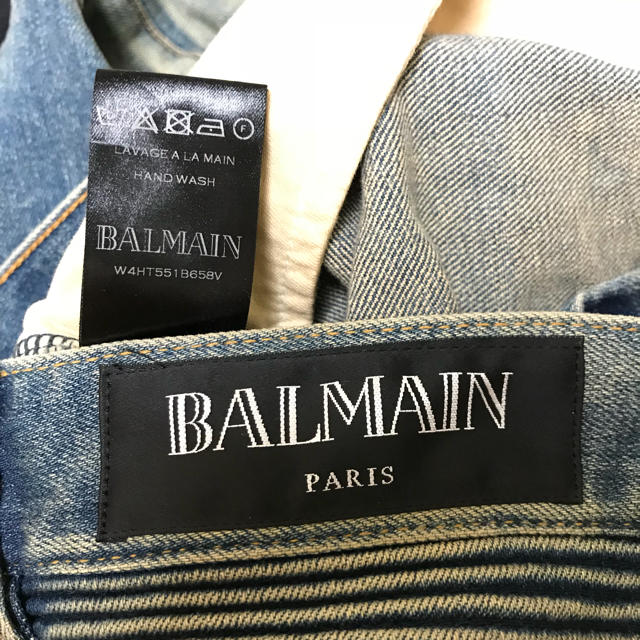 F
LAVAGE A LA MAIN
HAND WASH
BALMAIN
W4HT551B658V
BALMAIN
PARIS